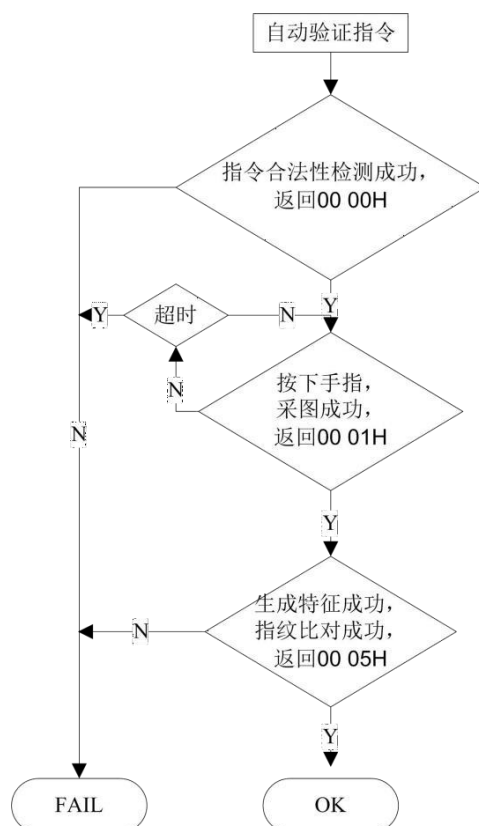 自动验证指令
指令合法性检测成功，
返回00 00H
Y
Y
超时
N
N
按下手指，
采图成功，
返回00 01H
N
Y
生成特征成功，
指纹比对成功，
返回00 05H
N
Y
FAIL
OK